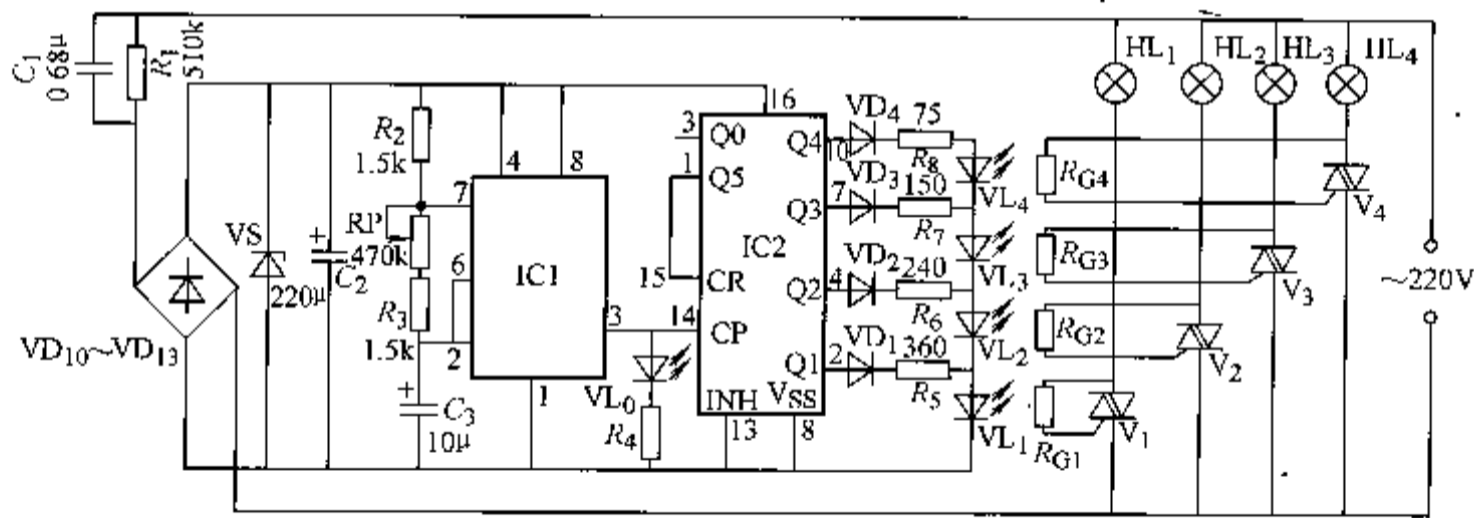 C1
0.68μ
R1
510k
HL1
HL2
HL3
HL4
R2
1.5k
4
8
7
RP
470k
6
R3
1.5k
2
IC1
3
1
VS
220μ
C2
VD10～VD13
C3
10μ
VL0
R4
16
3
Q0
1
Q5
15
CR
14
CP
IC2
INH
VSS
13
8
Q4
10
Q3
7
Q2
4
Q1
2
VD4
75
R8
VD3
150
R7
VD2
240
R6
VD1
360
R5
VL4
VL3
VL2
VL1
RG4
RG3
RG2
RG1
V4
V3
V2
V1
～220V